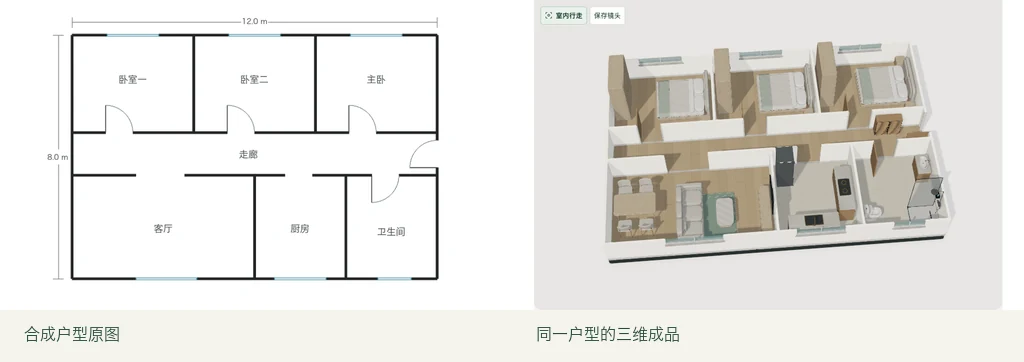 12.0 m
8.0 m
卧室一
卧室二
主卧
走廊
客厅
厨房
卫生间
合成户型原图
室内行走
保存镜头
同一户型的三维成品